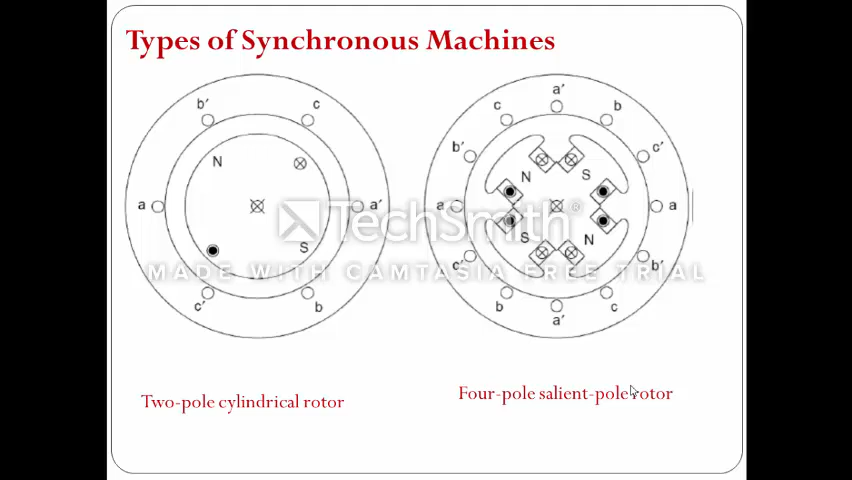 Types of Synchronous Machines
b′ c
N
a a′
S
c′ b
a′
c b
b′ c′
N S
a a
S N
c′ b′
b c
a′
TechSmith®
MADE WITH CAMTASIA FREE TRIAL
Two-pole cylindrical rotor
Four-pole salient-pole rotor